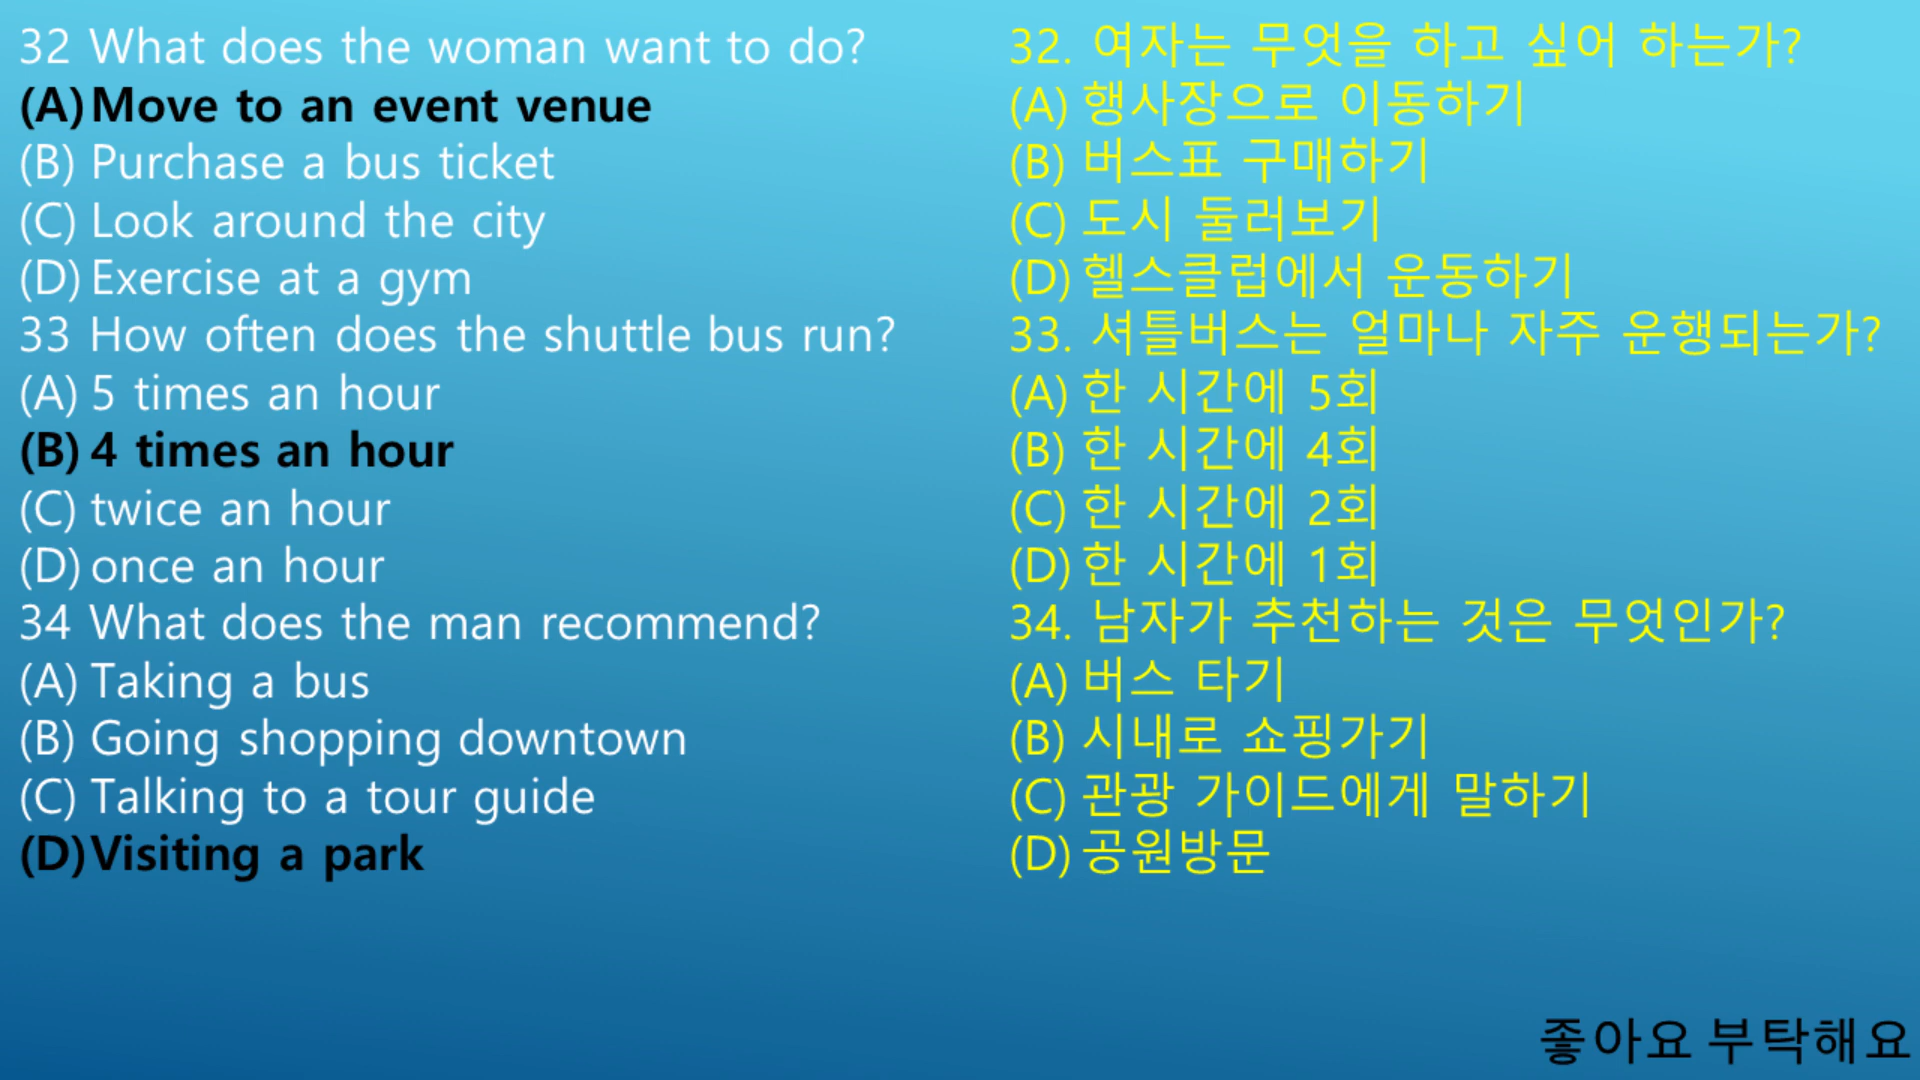 32 What does the woman want to do?
(A) Move to an event venue
(B) Purchase a bus ticket
(C) Look around the city
(D) Exercise at a gym
33 How often does the shuttle bus run?
(A) 5 times an hour
(B) 4 times an hour
(C) twice an hour
(D) once an hour
34 What does the man recommend?
(A) Taking a bus
(B) Going shopping downtown
(C) Talking to a tour guide
(D) Visiting a park
32. 여자는 무엇을 하고 싶어 하는가?
(A) 행사장으로 이동하기
(B) 버스표 구매하기
(C) 도시 둘러보기
(D) 헬스클럽에서 운동하기
33. 셔틀버스는 얼마나 자주 운행되는가?
(A) 한 시간에 5회
(B) 한 시간에 4회
(C) 한 시간에 2회
(D) 한 시간에 1회
34. 남자가 추천하는 것은 무엇인가?
(A) 버스 타기
(B) 시내로 쇼핑가기
(C) 관광 가이드에게 말하기
(D) 공원방문
좋아요 부탁해요